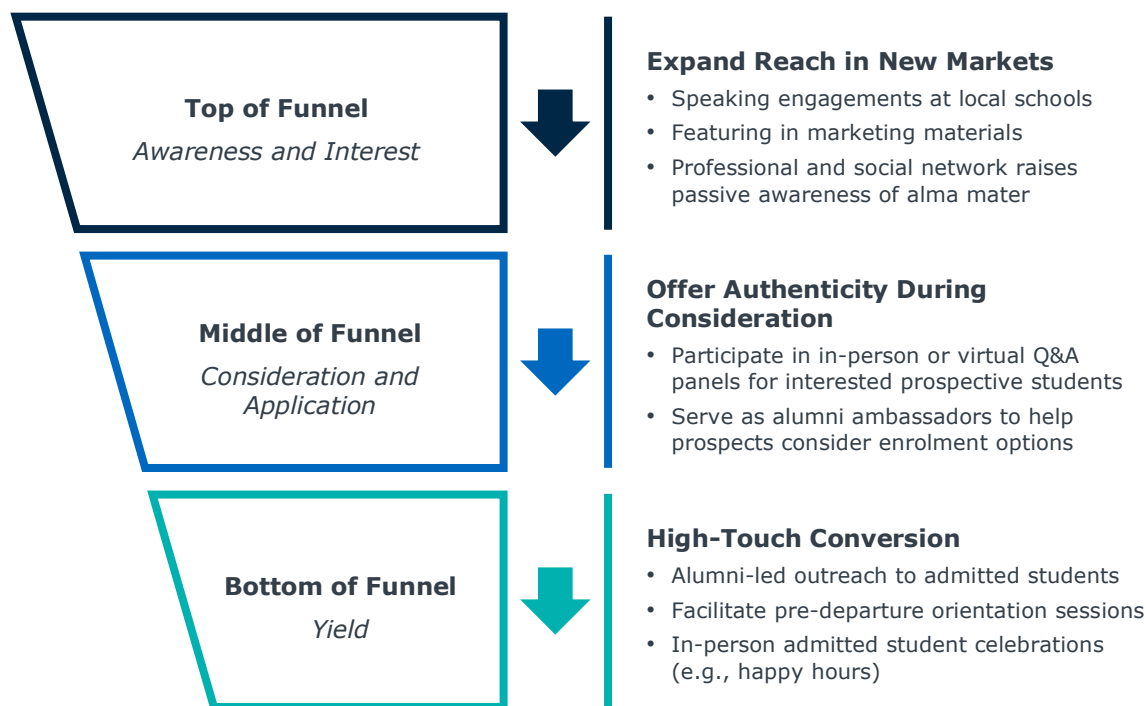 Top of Funnel
Awareness and Interest
Expand Reach in New Markets
• Speaking engagements at local schools
• Featuring in marketing materials
• Professional and social network raises
passive awareness of alma mater
Middle of Funnel
Consideration and
Application
Offer Authenticity During
Consideration
• Participate in in-person or virtual Q&A
panels for interested prospective students
• Serve as alumni ambassadors to help
prospects consider enrolment options
Bottom of Funnel
Yield
High-Touch Conversion
• Alumni-led outreach to admitted students
• Facilitate pre-departure orientation sessions
• In-person admitted student celebrations
(e.g., happy hours)